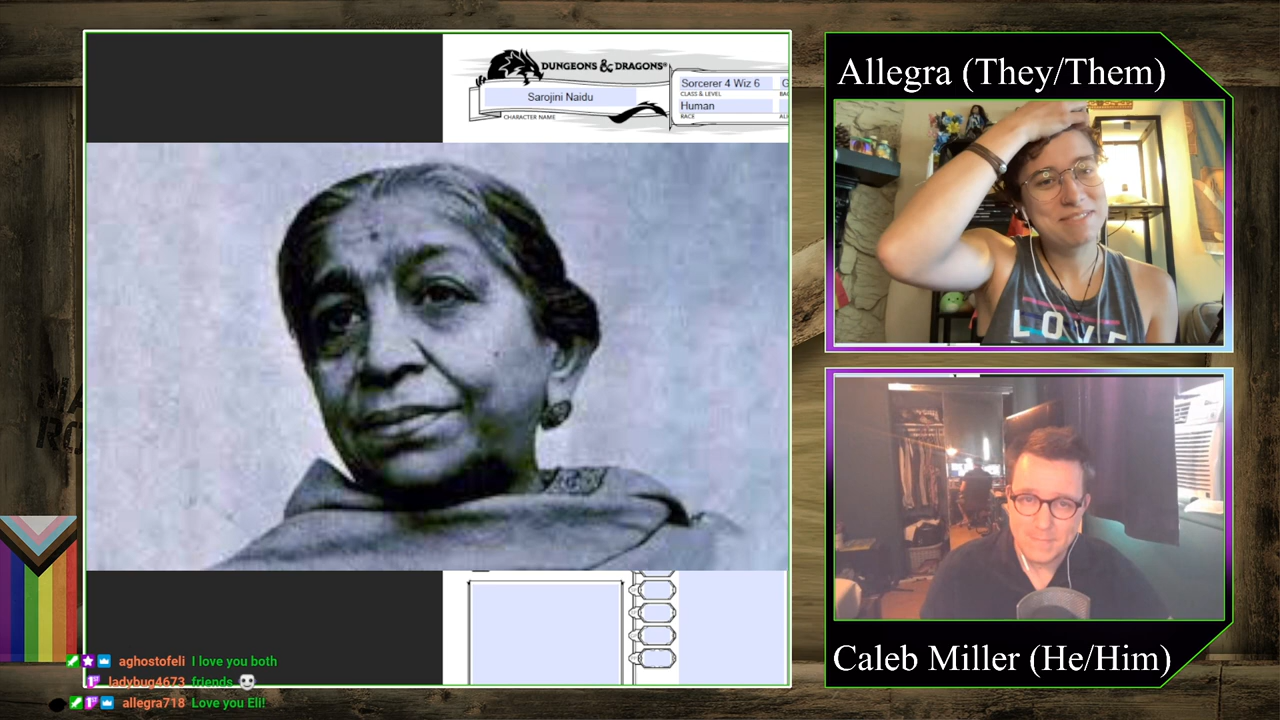 DUNGEONS & DRAGONS®
Sarojini Naidu
CHARACTER NAME
Sorcerer 4 Wiz 6
CLASS & LEVEL
Human
RACE
Allegra (They/Them)
LOVE
Caleb Miller (He/Him)
aghostofeli I love you both
ladybug4673 friends
allegra718 Love you Eli!